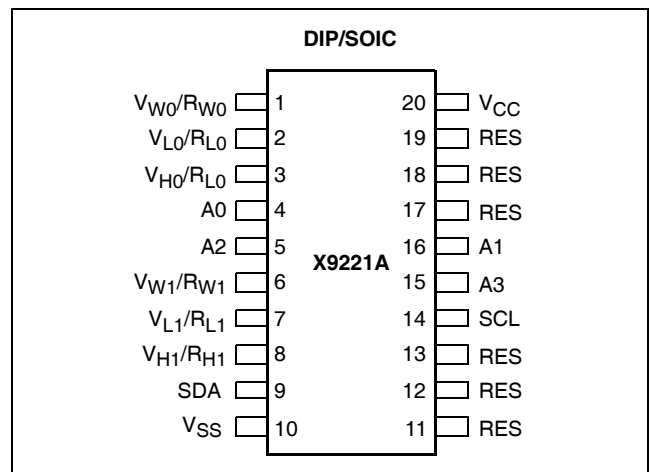 DIP/SOIC
VW0/RW0 1 20 VCC
VL0/RL0 2 19 RES
VH0/RL0 3 18 RES
A0 4 17 RES
A2 5 16 A1
X9221A
VW1/RW1 6 15 A3
VL1/RL1 7 14 SCL
VH1/RH1 8 13 RES
SDA 9 12 RES
VSS 10 11 RES